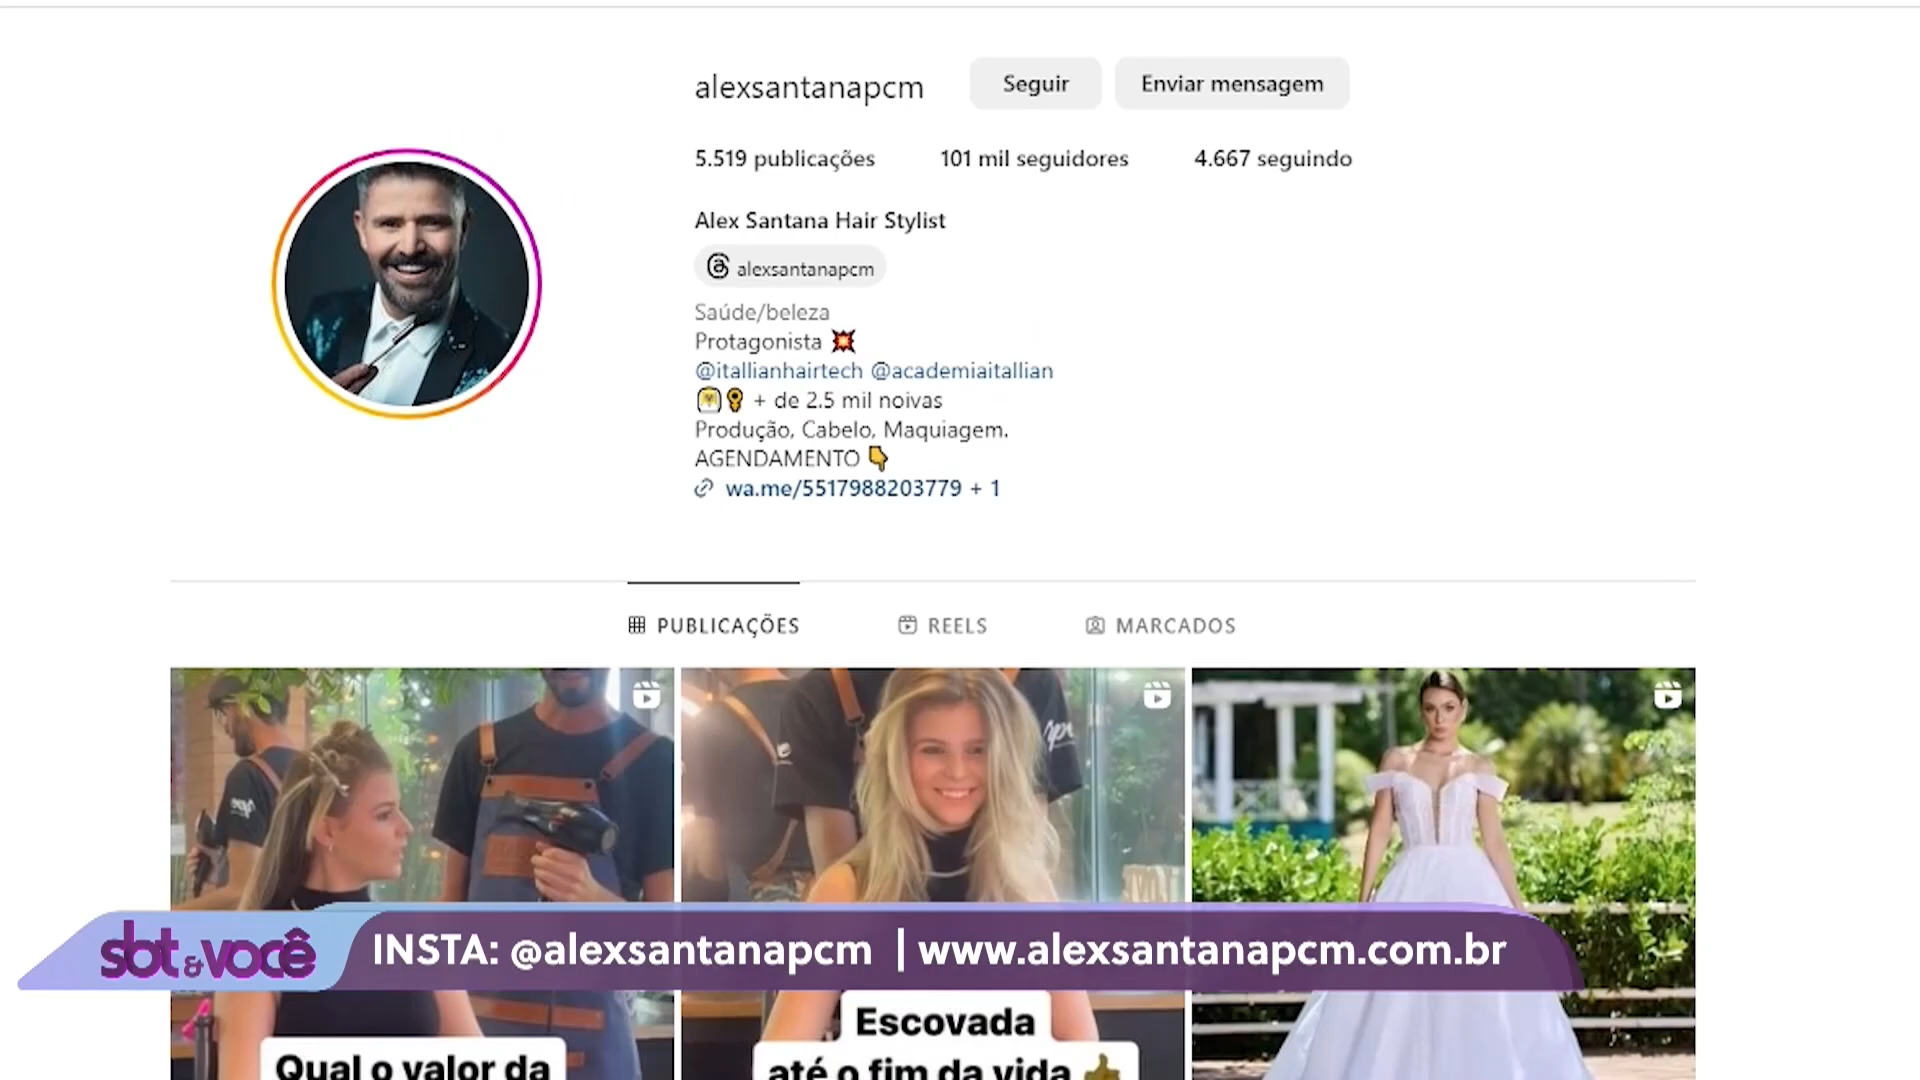 alexsantanapcm
Seguir
Enviar mensagem
5.519 publicações
101 mil seguidores
4.667 seguindo
Alex Santana Hair Stylist
alexsantanapcm
Saúde/beleza
Protagonista 💥
@itallianhairtech @academiaitallian
+ de 2.5 mil noivas
Produção, Cabelo, Maquiagem.
AGENDAMENTO 👇
wa.me/5517988203779 + 1
PUBLICAÇÕES
REELS
MARCADOS
sbt&você
INSTA: @alexsantanapcm | www.alexsantanapcm.com.br
Qual o valor da
Escovada
até o fim da vida 👍